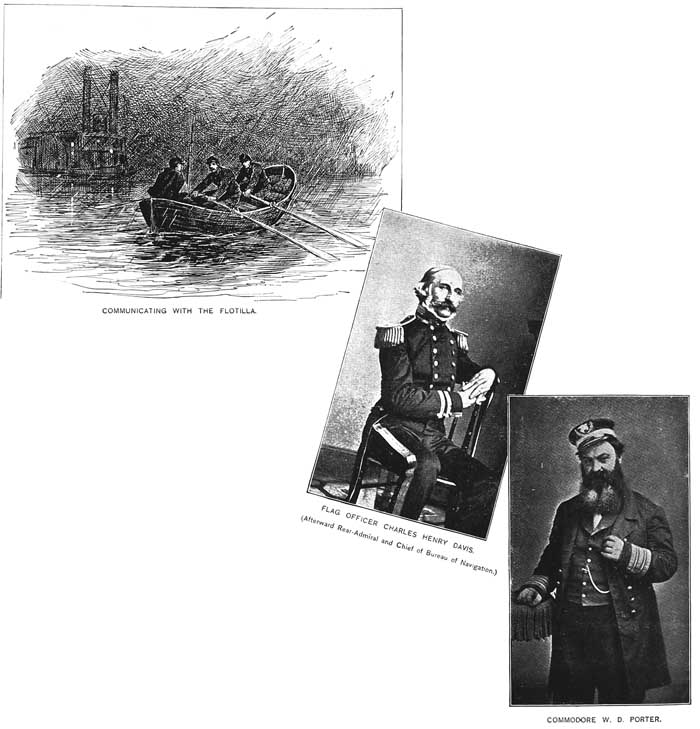 COMMUNICATING WITH THE FLOTILLA.
FLAG OFFICER CHARLES HENRY DAVIS.
(Afterward Rear-Admiral and Chief of Bureau of Navigation.)
COMMODORE W. D. PORTER.